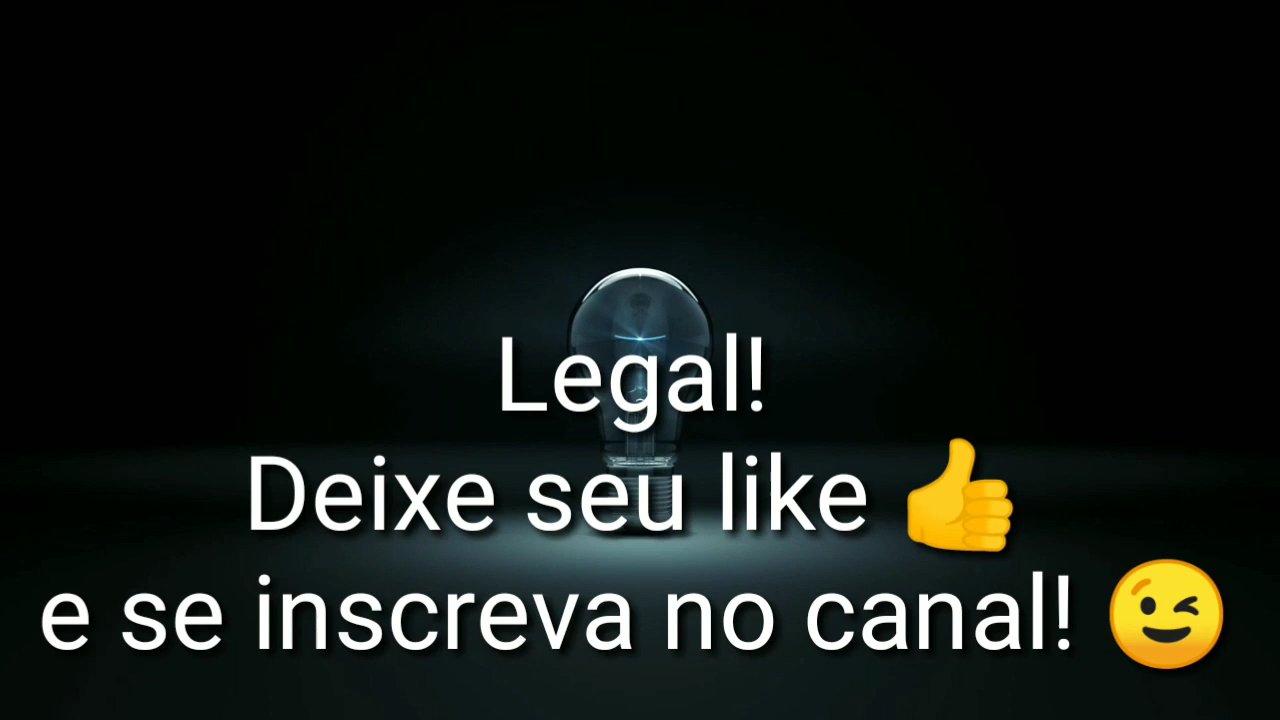 Legal!
Deixe seu like 👍
e se inscreva no canal! 😉